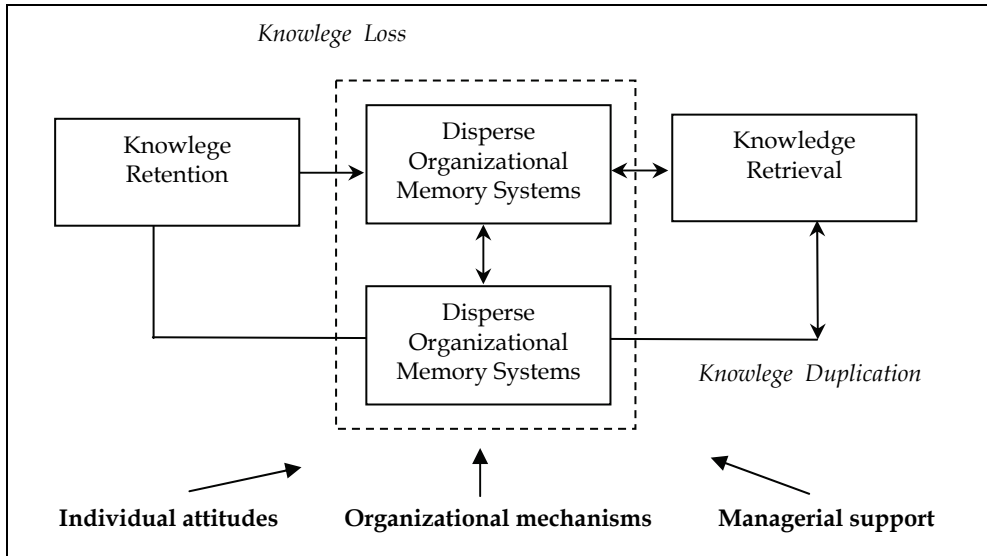 Knowlege Loss
Knowlege
Retention
Disperse
Organizational
Memory Systems
Knowledge
Retrieval
Disperse
Organizational
Memory Systems
Knowlege Duplication
Individual attitudes
Organizational mechanisms
Managerial support